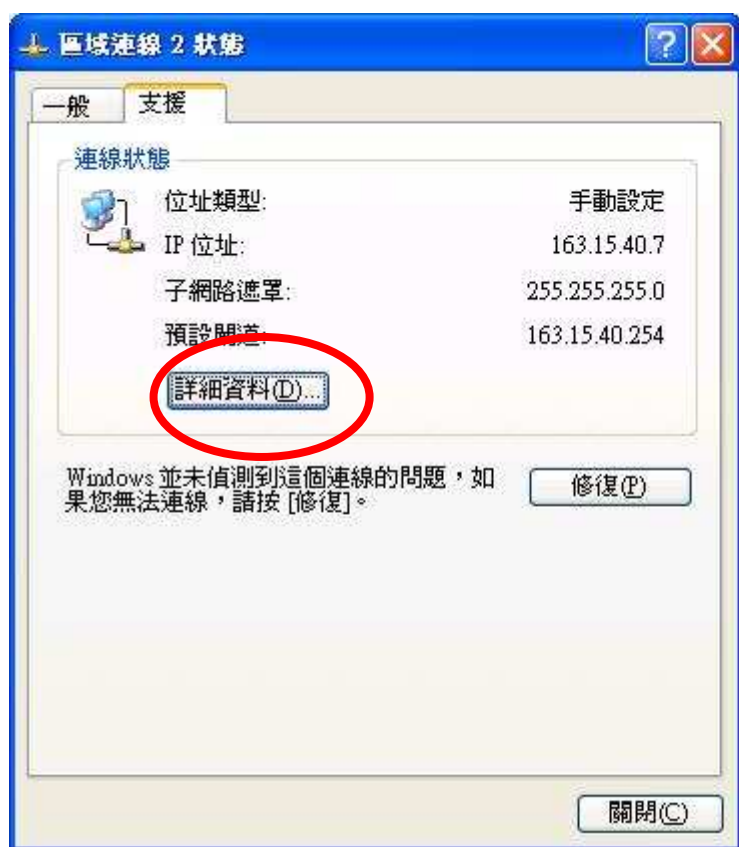 區域連線 2 狀態
一般 支援
連線狀態
位址類型: 手動設定
IP 位址: 163.15.40.7
子網路遮罩: 255.255.255.0
預設閘道: 163.15.40.254
詳細資料(D)...
Windows 並未偵測到這個連線的問題，如
果您無法連線，請按 [修復]。
修復(P)
關閉(C)